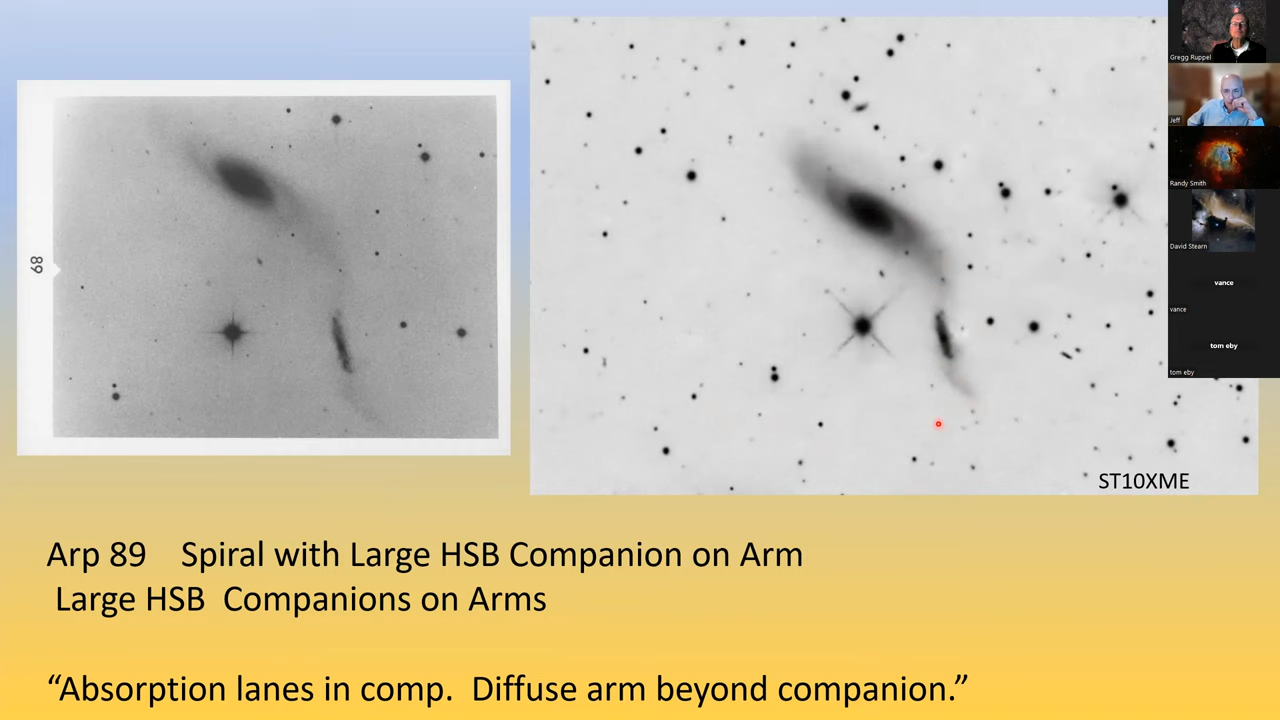 89
ST10XME
Arp 89 Spiral with Large HSB Companion on Arm
Large HSB Companions on Arms
“Absorption lanes in comp. Diffuse arm beyond companion.”
Gregg Ruppel
Jeff
Randy Smith
David Stearn
vance
vance
tom eby
tom eby